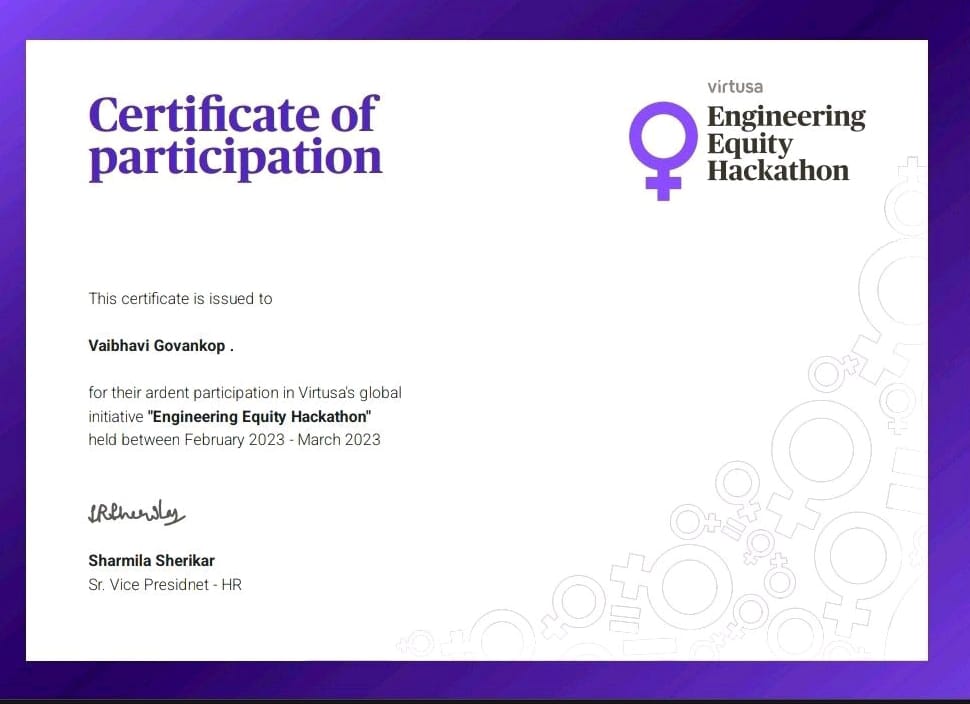 Certificate of
participation
virtusa
Engineering
Equity
Hackathon
This certificate is issued to
Vaibhavi Govankop .
for their ardent participation in Virtusa's global
initiative "Engineering Equity Hackathon"
held between February 2023 - March 2023
Sharmila Sherikar
Sr. Vice Presidnet - HR